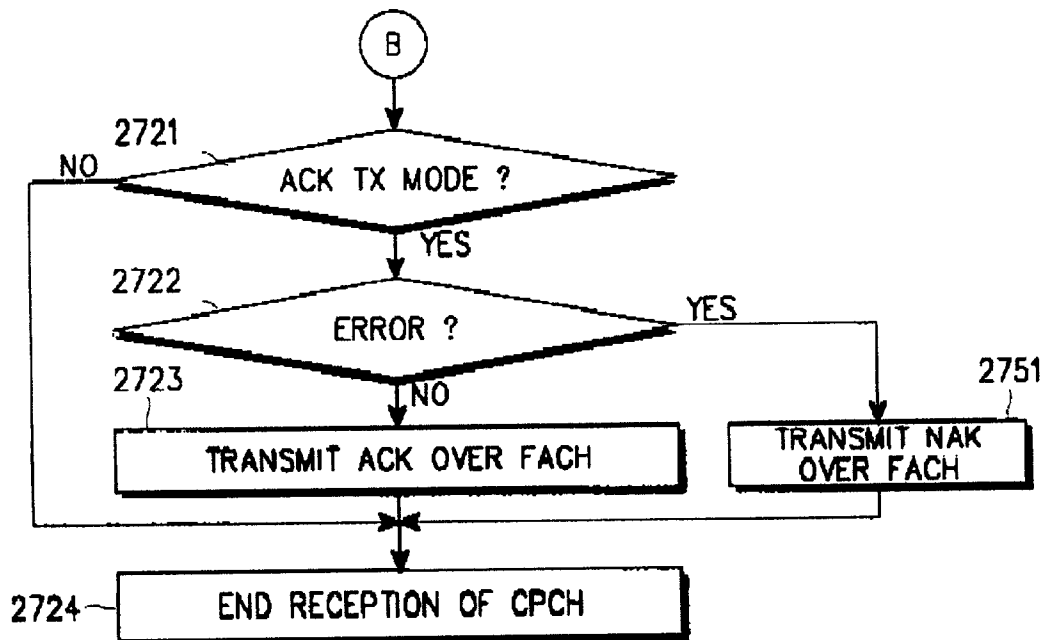 B
2721
NO
ACK TX MODE ?
YES
2722
ERROR ?
YES
2723
NO
2751
TRANSMIT ACK OVER FACH
TRANSMIT NAK
OVER FACH
2724
END RECEPTION OF CPCH